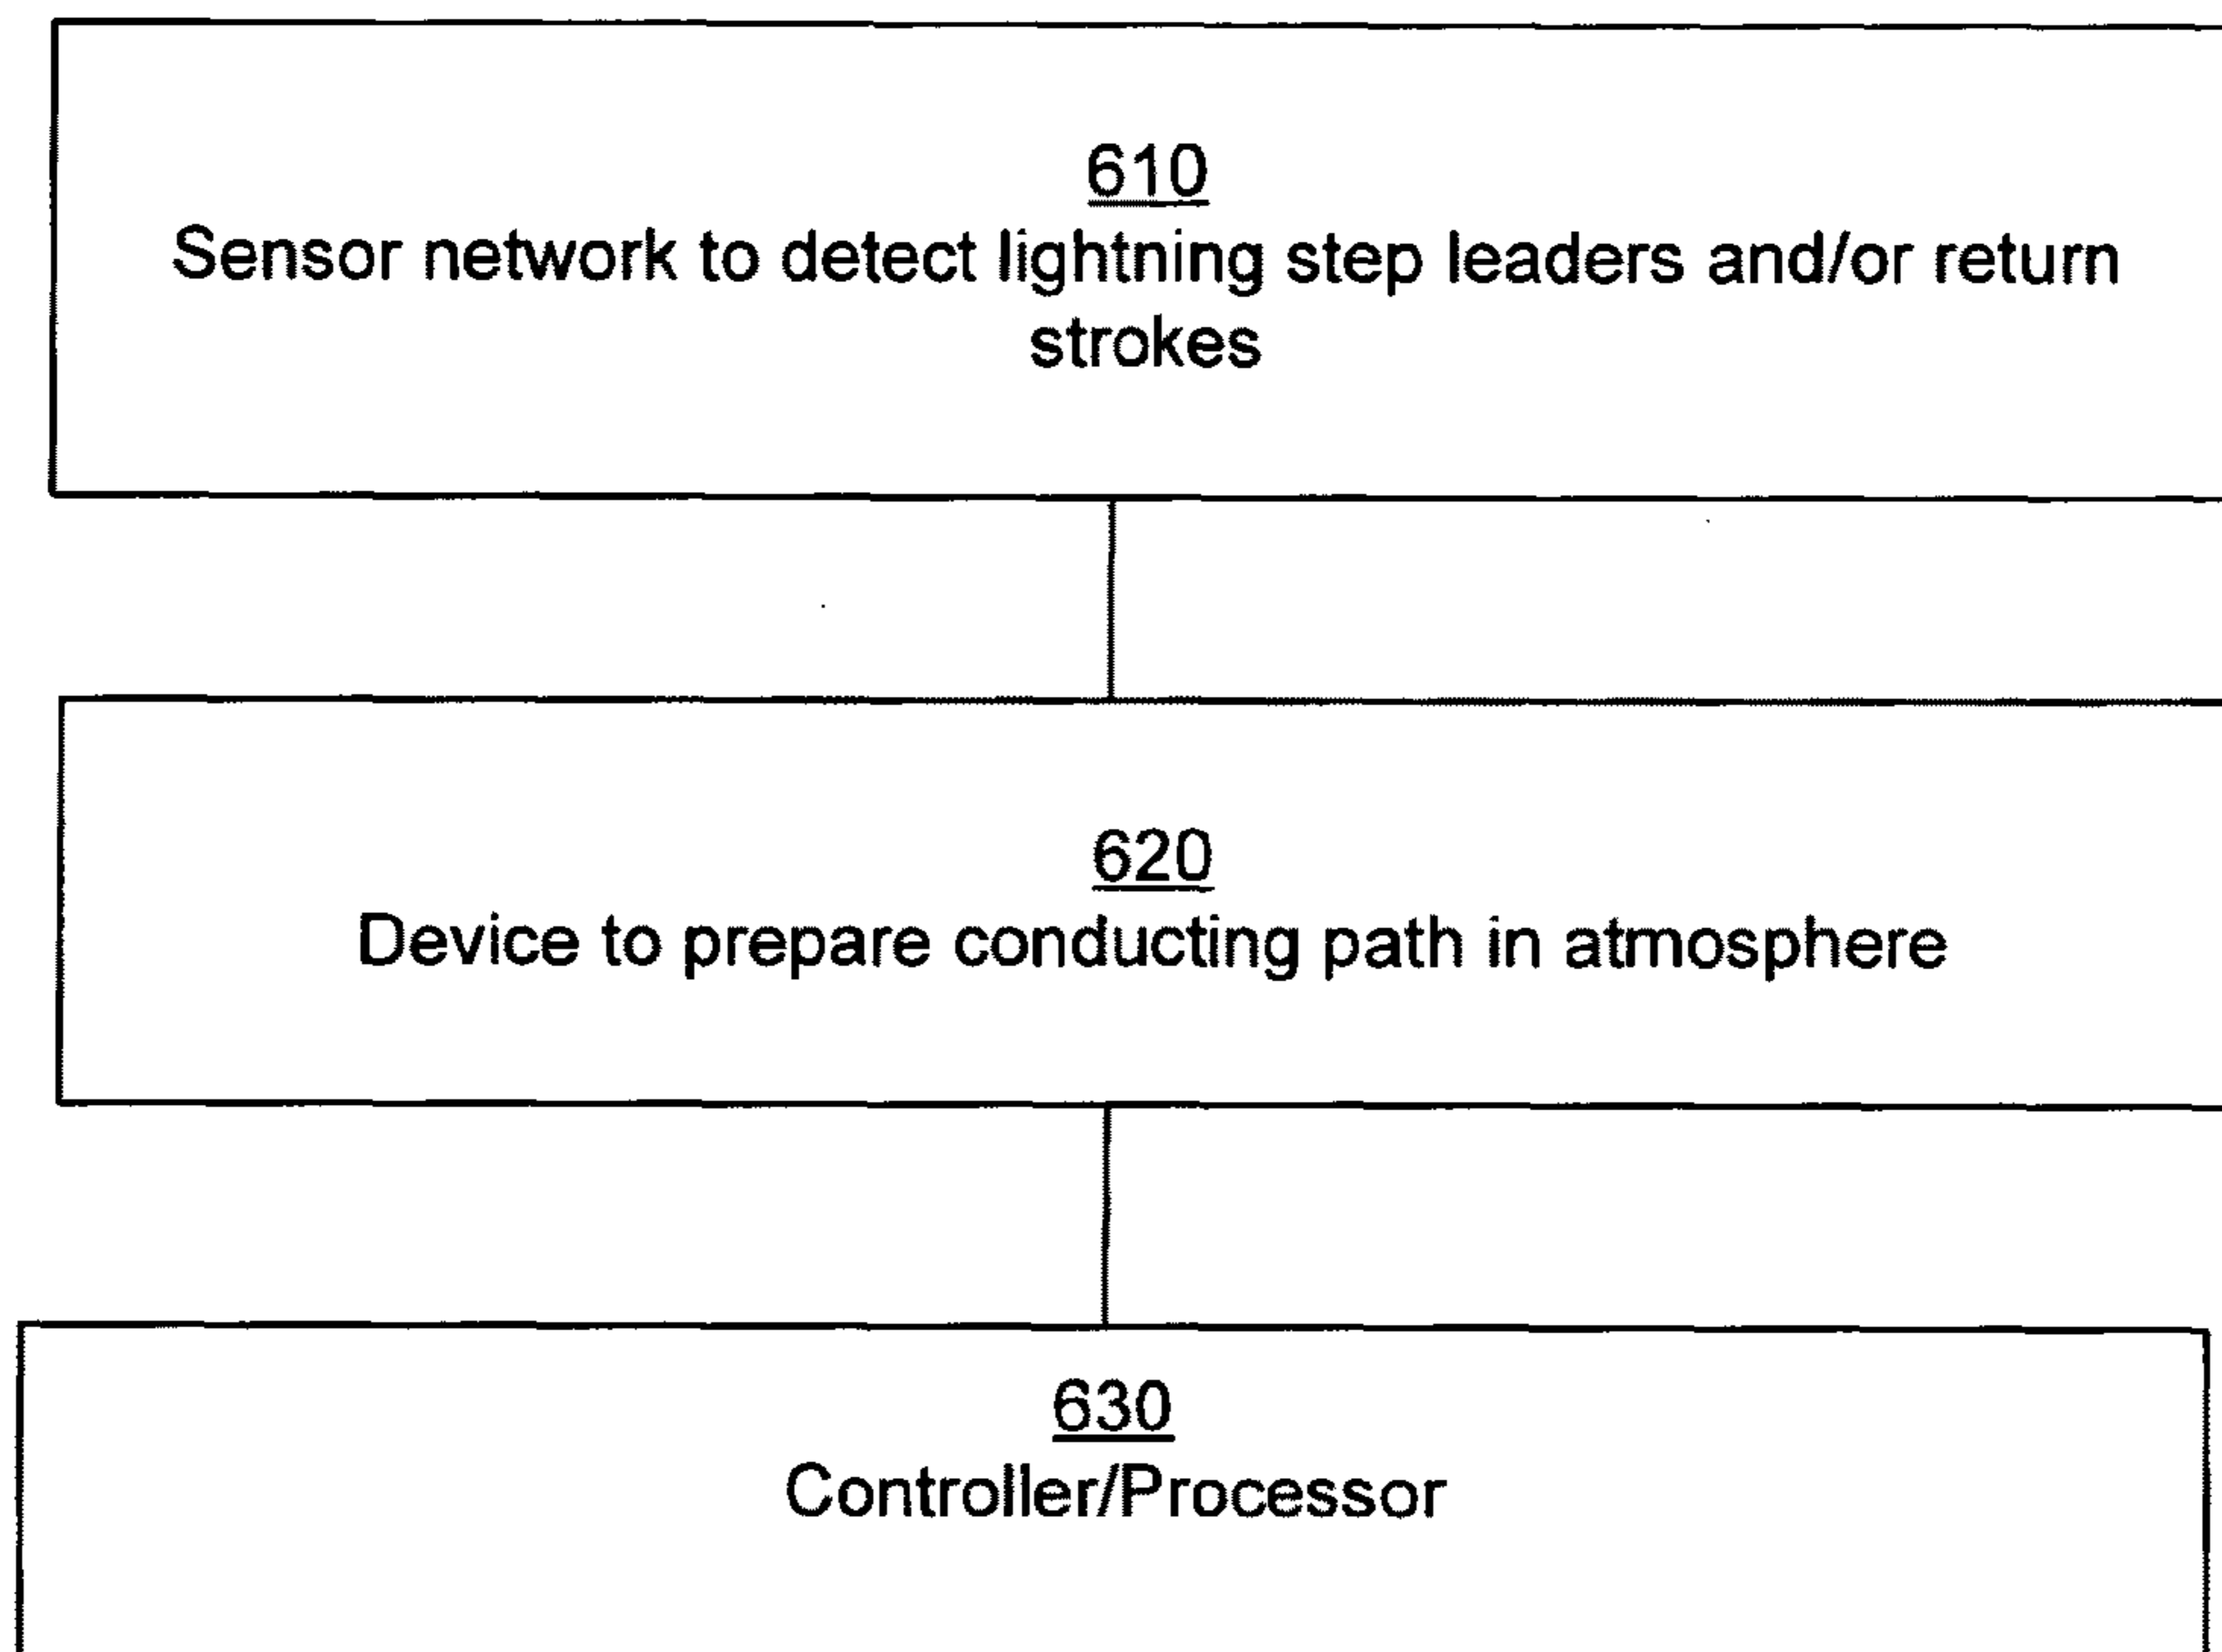 610
Sensor network to detect lightning step leaders and/or return
strokes
620
Device to prepare conducting path in atmosphere
630
Controller/Processor